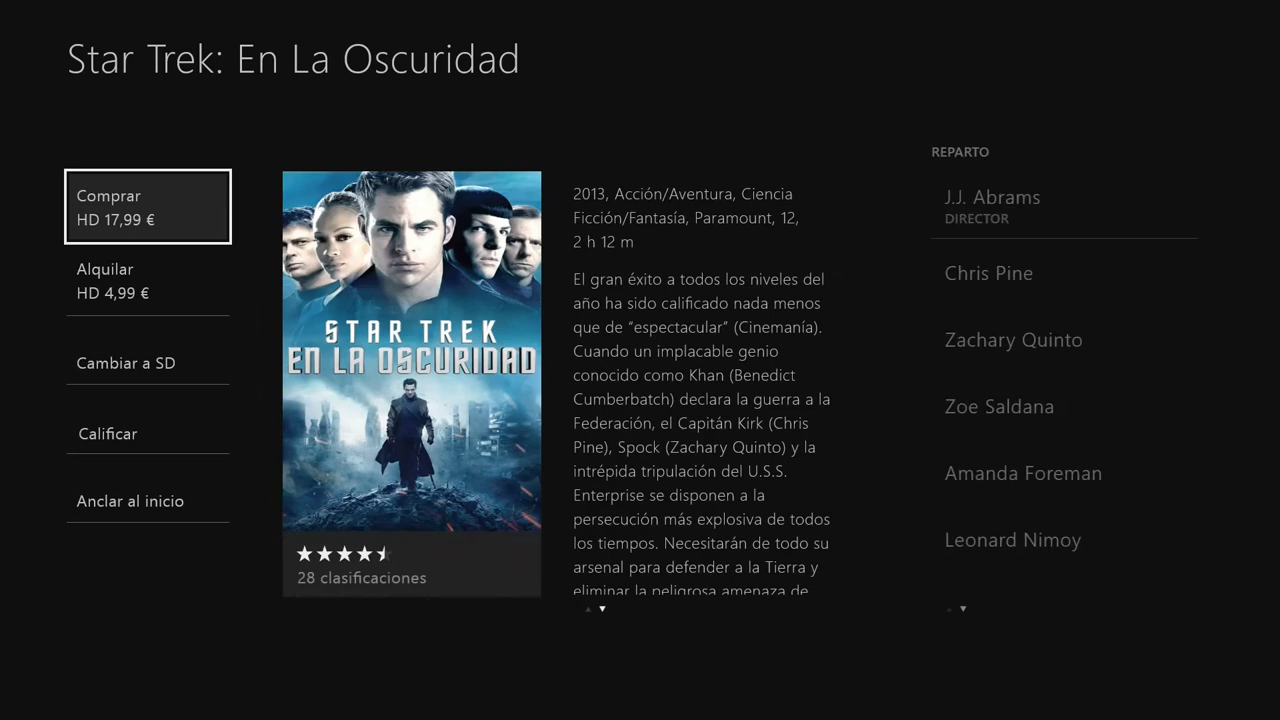 Star Trek: En La Oscuridad
Comprar
HD 17,99 €
Alquilar
HD 4,99 €
Cambiar a SD
Calificar
Anclar al inicio
STAR TREK
EN LA OSCURIDAD
28 clasificaciones
2013, Acción/Aventura, Ciencia
Ficción/Fantasía, Paramount, 12,
2 h 12 m
El gran éxito a todos los niveles del
año ha sido calificado nada menos
que de “espectacular” (Cinemanía).
Cuando un implacable genio
conocido como Khan (Benedict
Cumberbatch) declara la guerra a la
Federación, el Capitán Kirk (Chris
Pine), Spock (Zachary Quinto) y la
intrépida tripulación del U.S.S.
Enterprise se disponen a la
persecución más explosiva de todos
los tiempos. Necesitarán de todo su
arsenal para defender a la Tierra y
eliminar la peligrosa amenaza de
REPARTO
J.J. Abrams
DIRECTOR
Chris Pine
Zachary Quinto
Zoe Saldana
Amanda Foreman
Leonard Nimoy